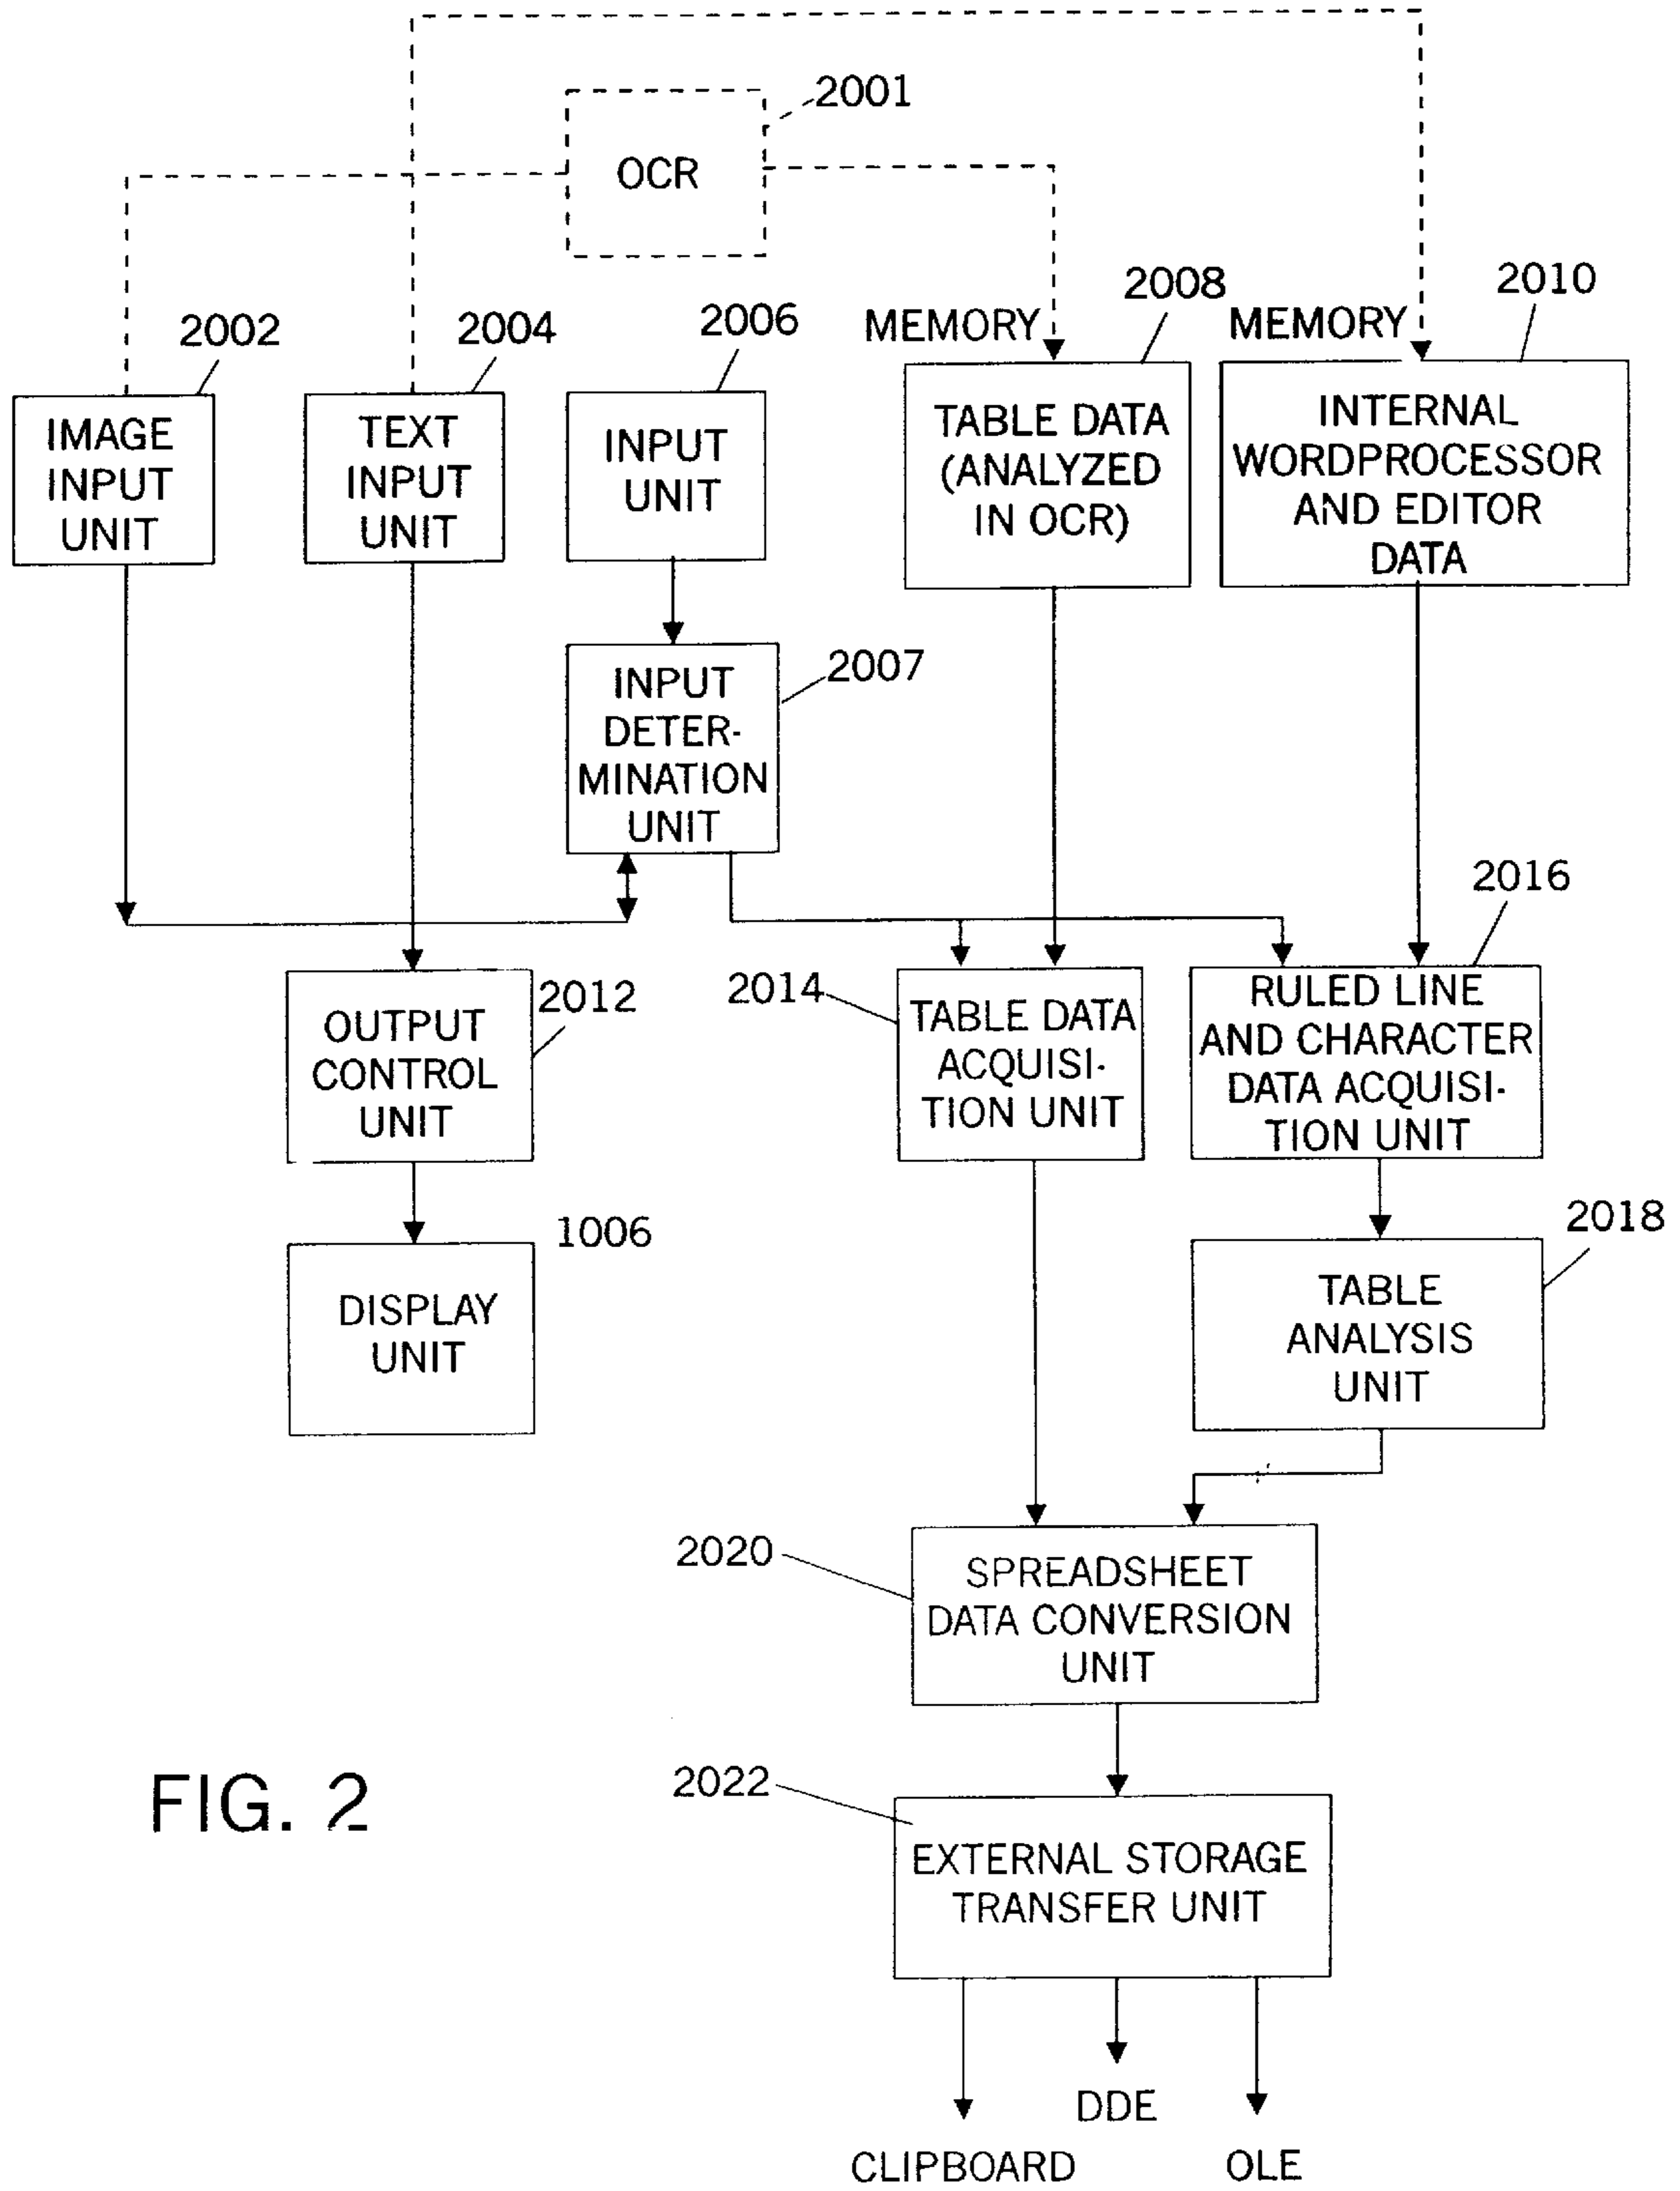 2001
OCR
2002
2004
2006
MEMORY
2008
MEMORY
2010
IMAGE
INPUT
UNIT
TEXT
INPUT
UNIT
INPUT
UNIT
TABLE DATA
(ANALYZED
IN OCR)
INTERNAL
WORDPROCESSOR
AND EDITOR
DATA
2007
INPUT
DETER-
MINATION
UNIT
2016
2012
OUTPUT
CONTROL
UNIT
2014
TABLE DATA
ACQUISI-
TION UNIT
RULED LINE
AND CHARACTER
DATA ACQUISI-
TION UNIT
1006
DISPLAY
UNIT
2018
TABLE
ANALYSIS
UNIT
2020
SPREADSHEET
DATA CONVERSION
UNIT
2022
EXTERNAL STORAGE
TRANSFER UNIT
FIG. 2
CLIPBOARD
DDE
OLE